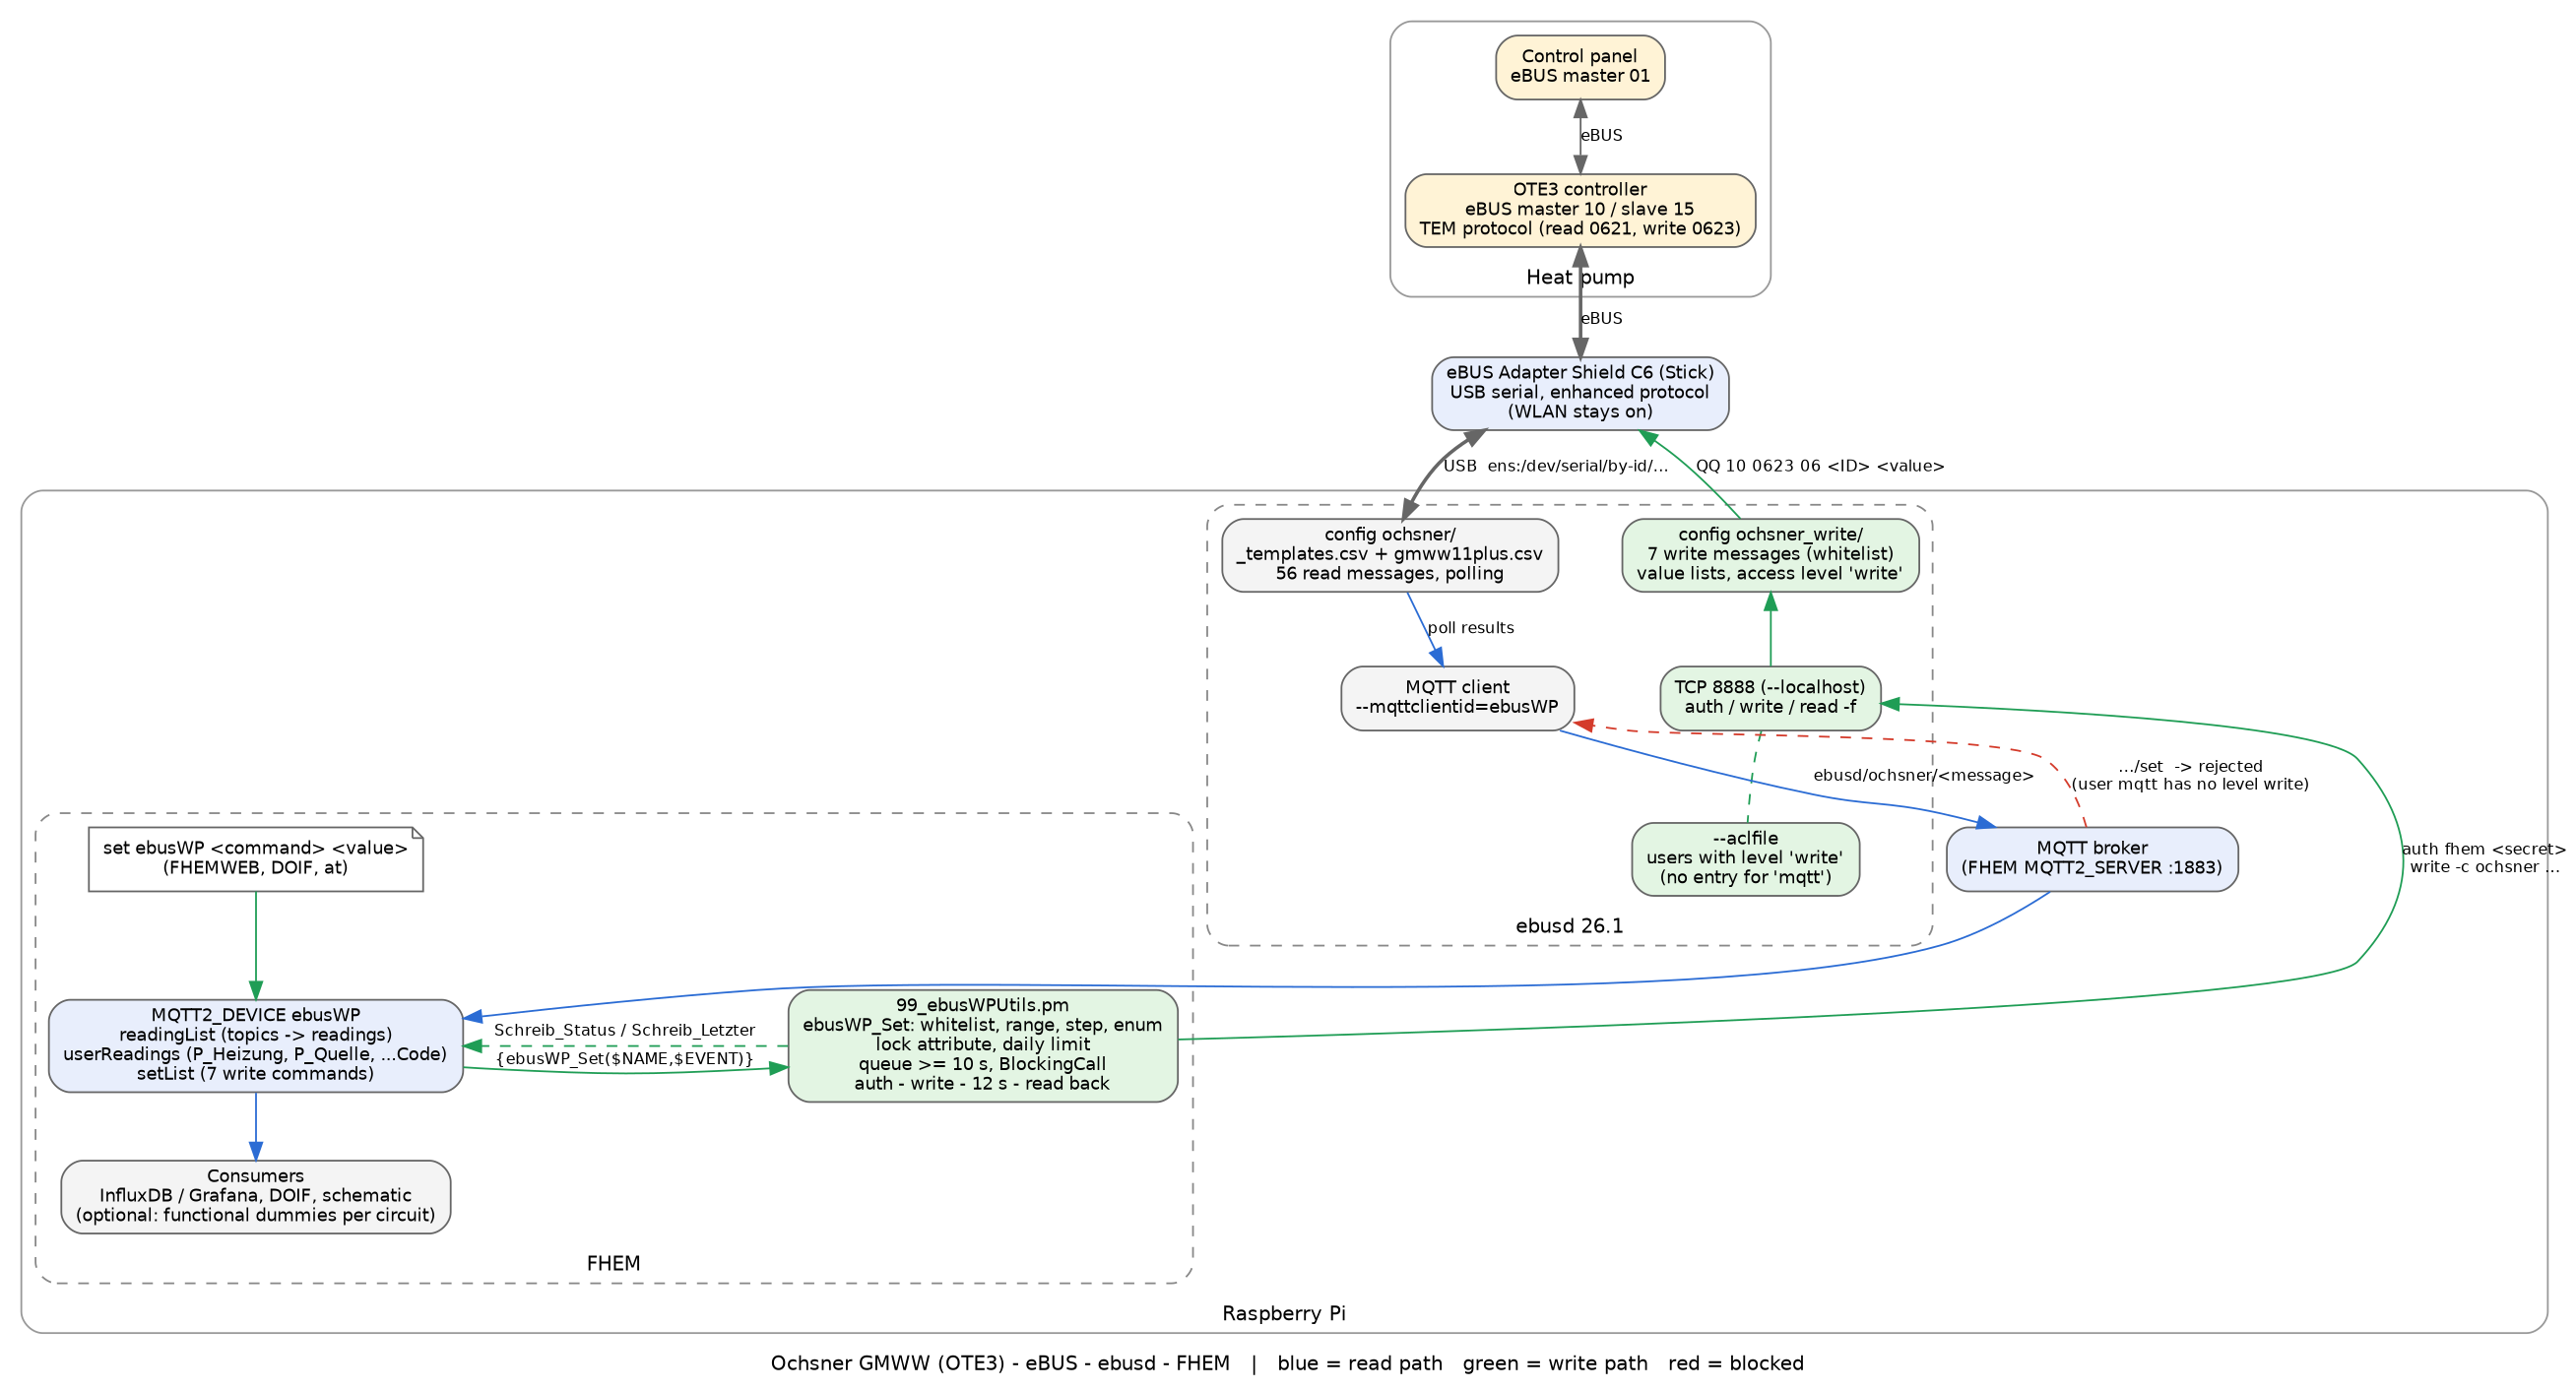 Control panel
eBUS master 01
eBUS
OTE3 controller
eBUS master 10 / slave 15
TEM protocol (read 0621, write 0623)
Heat pump
eBUS
eBUS Adapter Shield C6 (Stick)
USB serial, enhanced protocol
(WLAN stays on)
USB  ens:/dev/serial/by-id/...
QQ 10 0623 06 <ID> <value>
config ochsner/
_templates.csv + gmww11plus.csv
56 read messages, polling
config ochsner_write/
7 write messages (whitelist)
value lists, access level 'write'
poll results
MQTT client
--mqttclientid=ebusWP
TCP 8888 (--localhost)
auth / write / read -f
ebusd/ochsner/<message>
.../set  -> rejected
(user mqtt has no level write)
--aclfile
users with level 'write'
(no entry for 'mqtt')
MQTT broker
(FHEM MQTT2_SERVER :1883)
auth fhem <secret>
write -c ochsner ...
ebusd 26.1
set ebusWP <command> <value>
(FHEMWEB, DOIF, at)
MQTT2_DEVICE ebusWP
readingList (topics -> readings)
userReadings (P_Heizung, P_Quelle, ...Code)
setList (7 write commands)
Schreib_Status / Schreib_Letzter
{ebusWP_Set($NAME,$EVENT)}
99_ebusWPUtils.pm
ebusWP_Set: whitelist, range, step, enum
lock attribute, daily limit
queue >= 10 s, BlockingCall
auth - write - 12 s - read back
Consumers
InfluxDB / Grafana, DOIF, schematic
(optional: functional dummies per circuit)
FHEM
Raspberry Pi
Ochsner GMWW (OTE3) - eBUS - ebusd - FHEM   |   blue = read path   green = write path   red = blocked